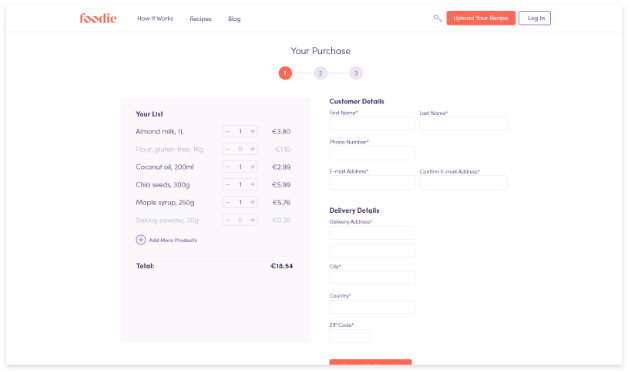 foodie How It Works Recipes Blog Upload Your Recipe Log In
Your Purchase
1 2 3
Your List
Almond milk, 1L − 1 + €3.80
Flour, gluten-free, 1Kg − 0 + €1.10
Coconut oil, 200ml − 1 + €2.99
Chia seeds, 300g − 1 + €5.99
Maple syrup, 250g − 1 + €5.76
Baking powder, 30g − 0 + €0.36
Add More Products
Total: €18.54
Customer Details
First Name* Last Name*
Phone Number*
E-mail Address* Confirm E-mail Address*
Delivery Details
Delivery Address*
City*
Country*
ZIP Code*